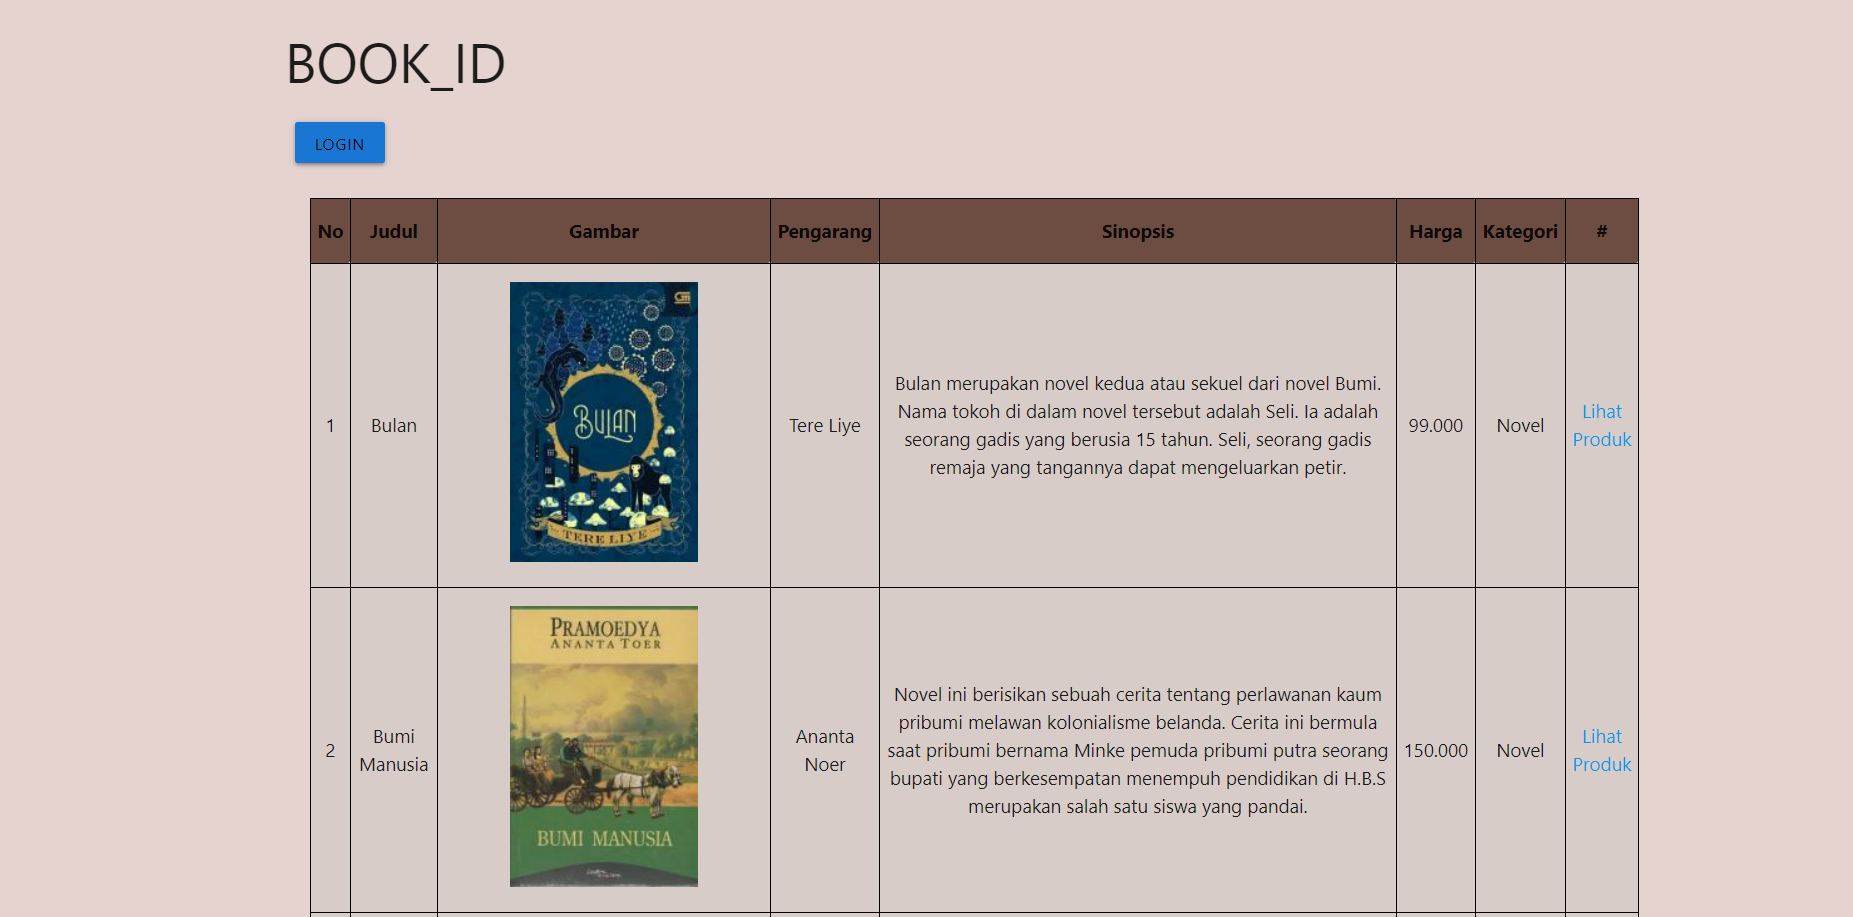 BOOK_ID
LOGIN
No Judul Gambar Pengarang Sinopsis Harga Kategori #
1
Bulan
GM
BULAN
TERE LIYE
Tere Liye
Bulan merupakan novel kedua atau sekuel dari novel Bumi.
Nama tokoh di dalam novel tersebut adalah Seli. Ia adalah
seorang gadis yang berusia 15 tahun. Seli, seorang gadis
remaja yang tangannya dapat mengeluarkan petir.
99.000
Novel
Lihat
Produk
2
Bumi
Manusia
PRAMOEDYA
ANANTA TOER
BUMI MANUSIA
Ananta
Noer
Novel ini berisikan sebuah cerita tentang perlawanan kaum
pribumi melawan kolonialisme belanda. Cerita ini bermula
saat pribumi bernama Minke pemuda pribumi putra seorang
bupati yang berkesempatan menempuh pendidikan di H.B.S
merupakan salah satu siswa yang pandai.
150.000
Novel
Lihat
Produk